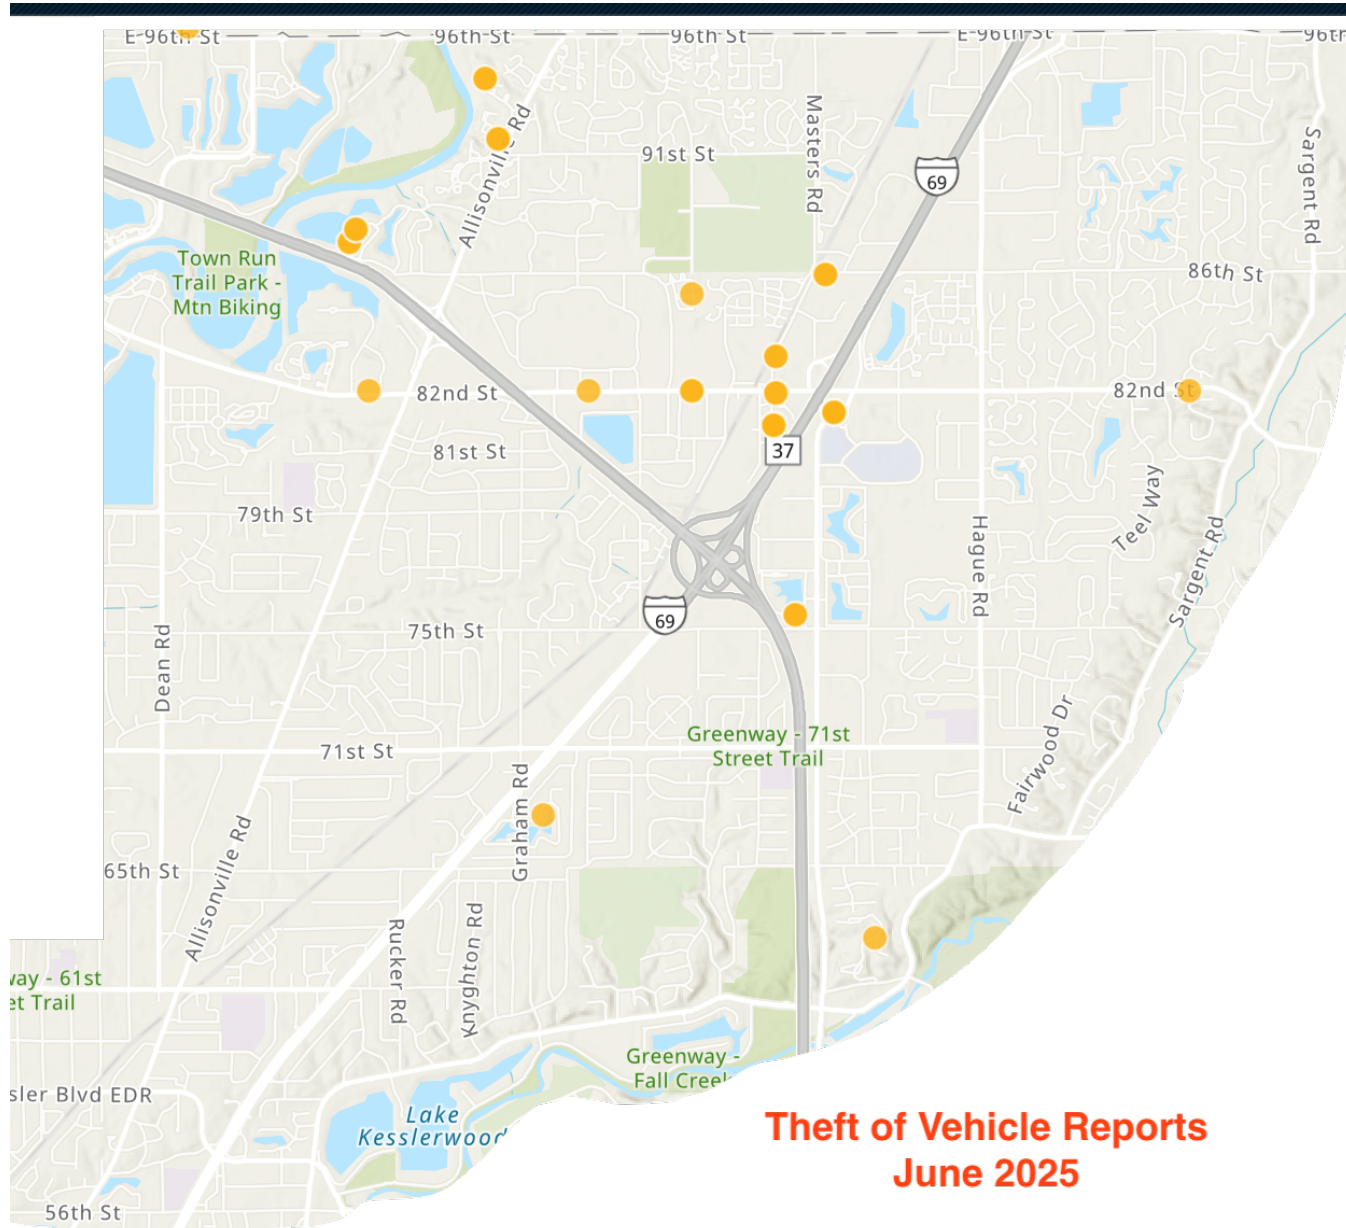 E 96th St
96th St
96th St
E 96th St
96th
Masters Rd
Allisonville Rd
91st St
Sargent Rd
69
Town Run
Trail Park -
Mtn Biking
86th St
82nd St
82nd St
81st St
37
Teel Way
79th St
Hague Rd
Sargent Rd
69
75th St
Dean Rd
Fairwood Dr
Greenway - 71st
Street Trail
71st St
Graham Rd
Allisonville Rd
65th St
Rucker Rd
Knyghton Rd
way - 61st
et Trail
Greenway -
Fall Creek
sler Blvd EDR
Lake
Kesslerwood
Theft of Vehicle Reports
June 2025
56th St